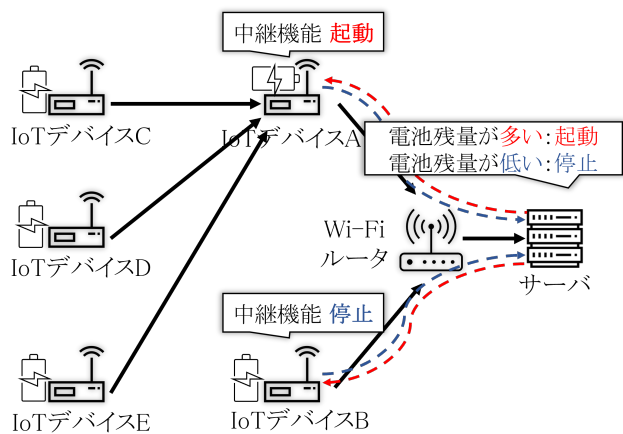 中継機能 起動
IoTデバイスC
IoTデバイスA
電池残量が多い:起動
電池残量が低い:停止
Wi-Fi
ルータ
IoTデバイスD
サーバ
中継機能 停止
IoTデバイスE
IoTデバイスB